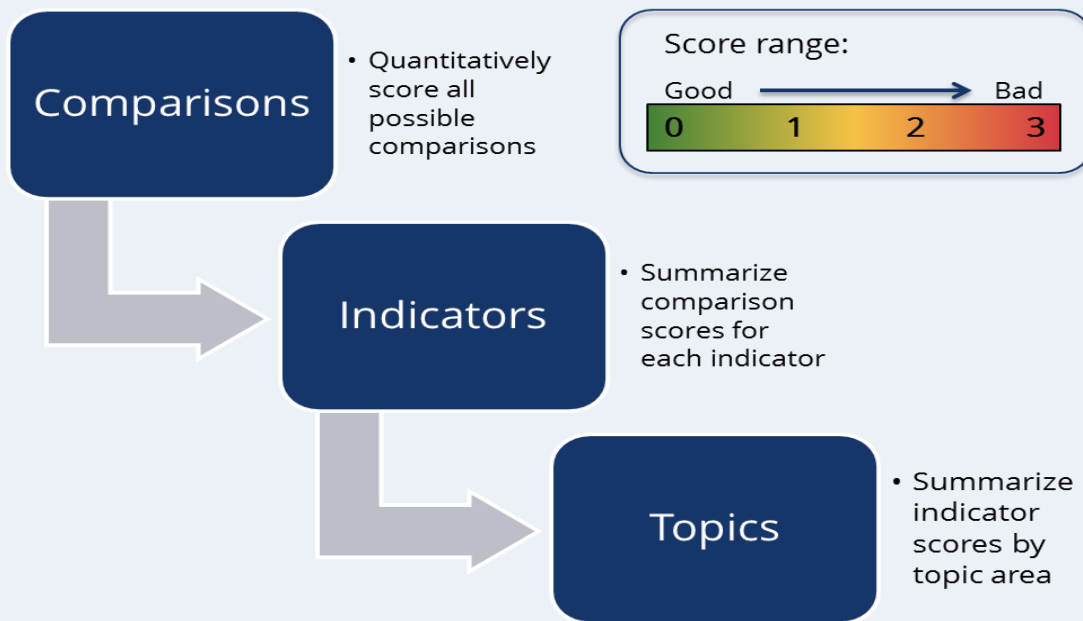 Comparisons
• Quantitatively
score all
possible
comparisons
Score range:
Good Bad
0 1 2 3
Indicators
• Summarize
comparison
scores for
each indicator
Topics
• Summarize
indicator
scores by
topic area